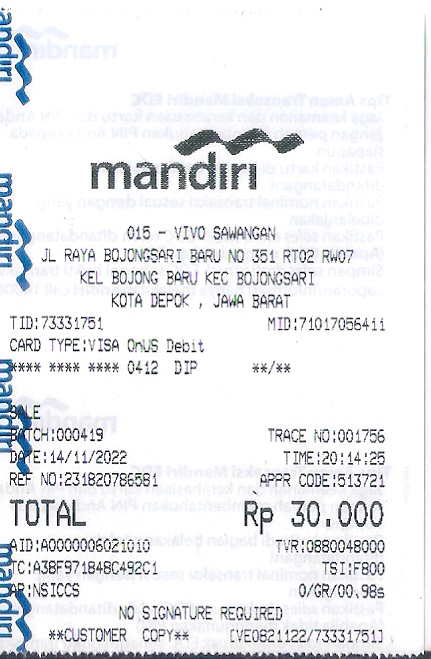 mandiri
015 - VIVO SAWANGAN
JL RAYA BOJONGSARI BARU NO 351 RT02 RW07
KEL BOJONG BARU KEC BOJONGSARI
KOTA DEPOK , JAWA BARAT
TID:73331751 MID:71017056411
CARD TYPE:VISA OnUS Debit
**** **** **** 0412 DIP **/**
SALE
BATCH:000419 TRACE NO:001756
DATE:14/11/2022 TIME:20:14:25
REF NO:231820786581 APPR CODE:513721
TOTAL Rp 30.000
AID:A0000006021010 TVR:0880048000
TC:A38F971848C492C1 TSI:F800
AP:NSICCS 0/GR/00.98s
NO SIGNATURE REQUIRED
**CUSTOMER COPY** [VE0821122/73331751]